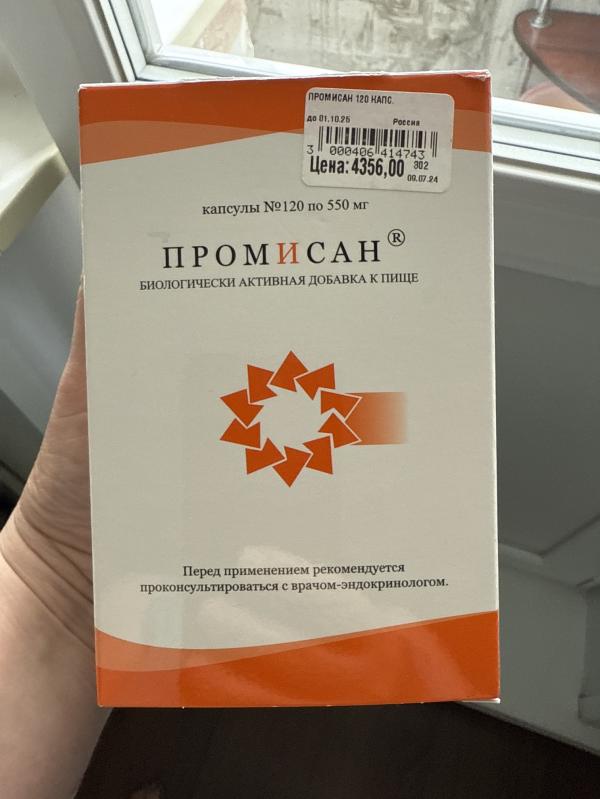 ПРОМИСАН 120 КАПС.
до 01.10.25 Россия
3 000406 414743
Цена: 4356,00 302
09.07.24
капсулы №120 по 550 мг
ПРОМИСАН®
БИОЛОГИЧЕСКИ АКТИВНАЯ ДОБАВКА К ПИЩЕ
Перед применением рекомендуется
проконсультироваться с врачом-эндокринологом.